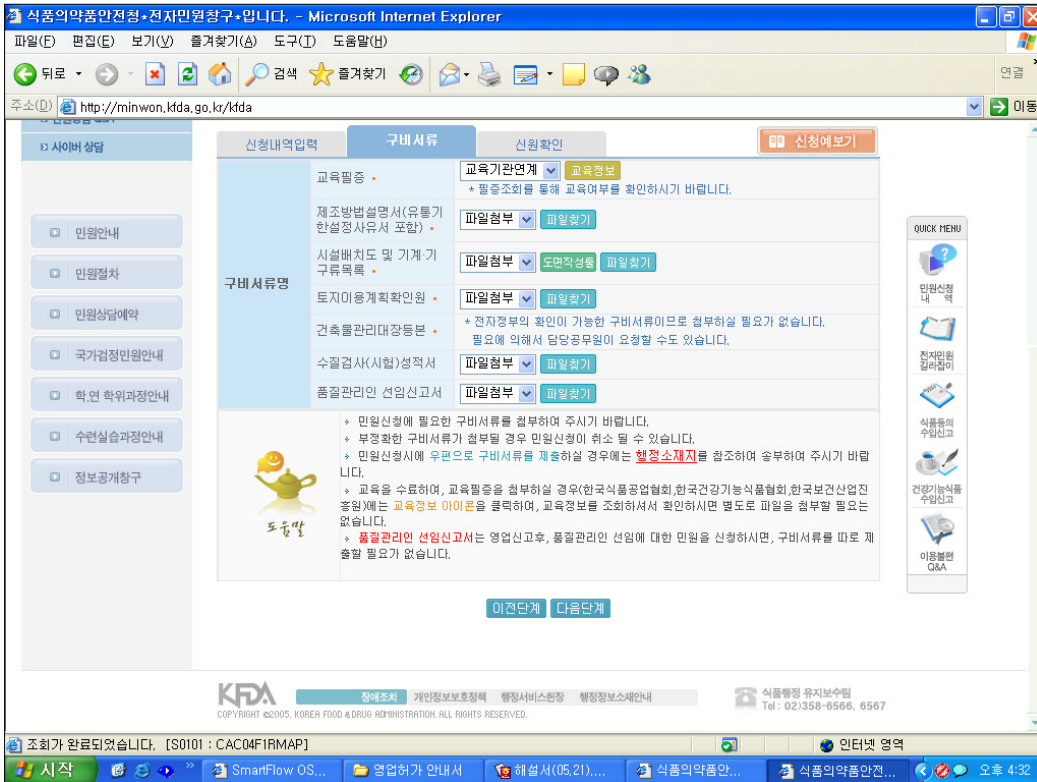 식품의약품안전청*전자민원창구*입니다. - Microsoft Internet Explorer
파일(F) 편집(E) 보기(V) 즐겨찾기(A) 도구(T) 도움말(H)
뒤로 검색 즐겨찾기 연결
주소(D) http://minwon.kfda.go.kr/kfda 이동
사이버 상담
민원안내
민원절차
민원상담예약
국가검정민원안내
학.연 학위과정안내
수련실습과정안내
정보공개창구
신청내역입력 구비서류 신원확인 신청예보기
구비서류명
교육필증 • 교육기관연계 교육정보
* 필증조회를 통해 교육여부를 확인하시기 바랍니다.
제조방법설명서(유통기
한설정사유서 포함) • 파일첨부 파일찾기
시설배치도 및 기계·기
구류목록 • 파일첨부 도면작성툴 파일찾기
토지이용계획확인원 • 파일첨부 파일찾기
건축물관리대장등본 • * 전자정부의 확인이 가능한 구비서류이므로 첨부하실 필요가 없습니다.
필요에 의해서 담당공무원이 요청할 수도 있습니다.
수질검사(시험)성적서 파일첨부 파일찾기
품질관리인 선임신고서 파일첨부 파일찾기
도움말
민원신청에 필요한 구비서류를 첨부하여 주시기 바랍니다.
부정확한 구비서류가 첨부될 경우 민원신청이 취소 될 수 있습니다.
민원신청시에 우편으로 구비서류를 제출하실 경우에는 행정소재지를 참조하여 송부하여 주시기 바랍
니다.
교육을 수료하여, 교육필증을 첨부하실 경우(한국식품공업협회,한국건강기능식품협회,한국보건산업진
흥원)에는 교육정보 아이콘을 클릭하여, 교육정보를 조회하셔서 확인하시면 별도로 파일을 첨부할 필요는
없습니다.
품질관리인 선임신고서는 영업신고후, 품질관리인 선임에 대한 민원을 신청하시면, 구비서류를 따로 제
출할 필요가 없습니다.
이전단계 다음단계
QUICK MENU
민원신청
내 역
전자민원
길라잡이
식품등의
수입신고
건강기능식품
수입신고
이용불편
Q&A
KFDA 장애조치 개인정보보호정책 행정서비스헌장 행정정보소재안내
COPYRIGHT ©2005. KOREA FOOD & DRUG ADMINISTRATION. ALL RIGHTS RESERVED.
식품행정 유지보수팀
Tel : 02)358-6566, 6567
조회가 완료되었습니다. [S0101 : CAC04F1RMAP] 인터넷 영역
시작 SmartFlow OS... 영업허가 안내서 해설서(05,21),... 식품의약품안... 식품의약품안전... 오후 4:32